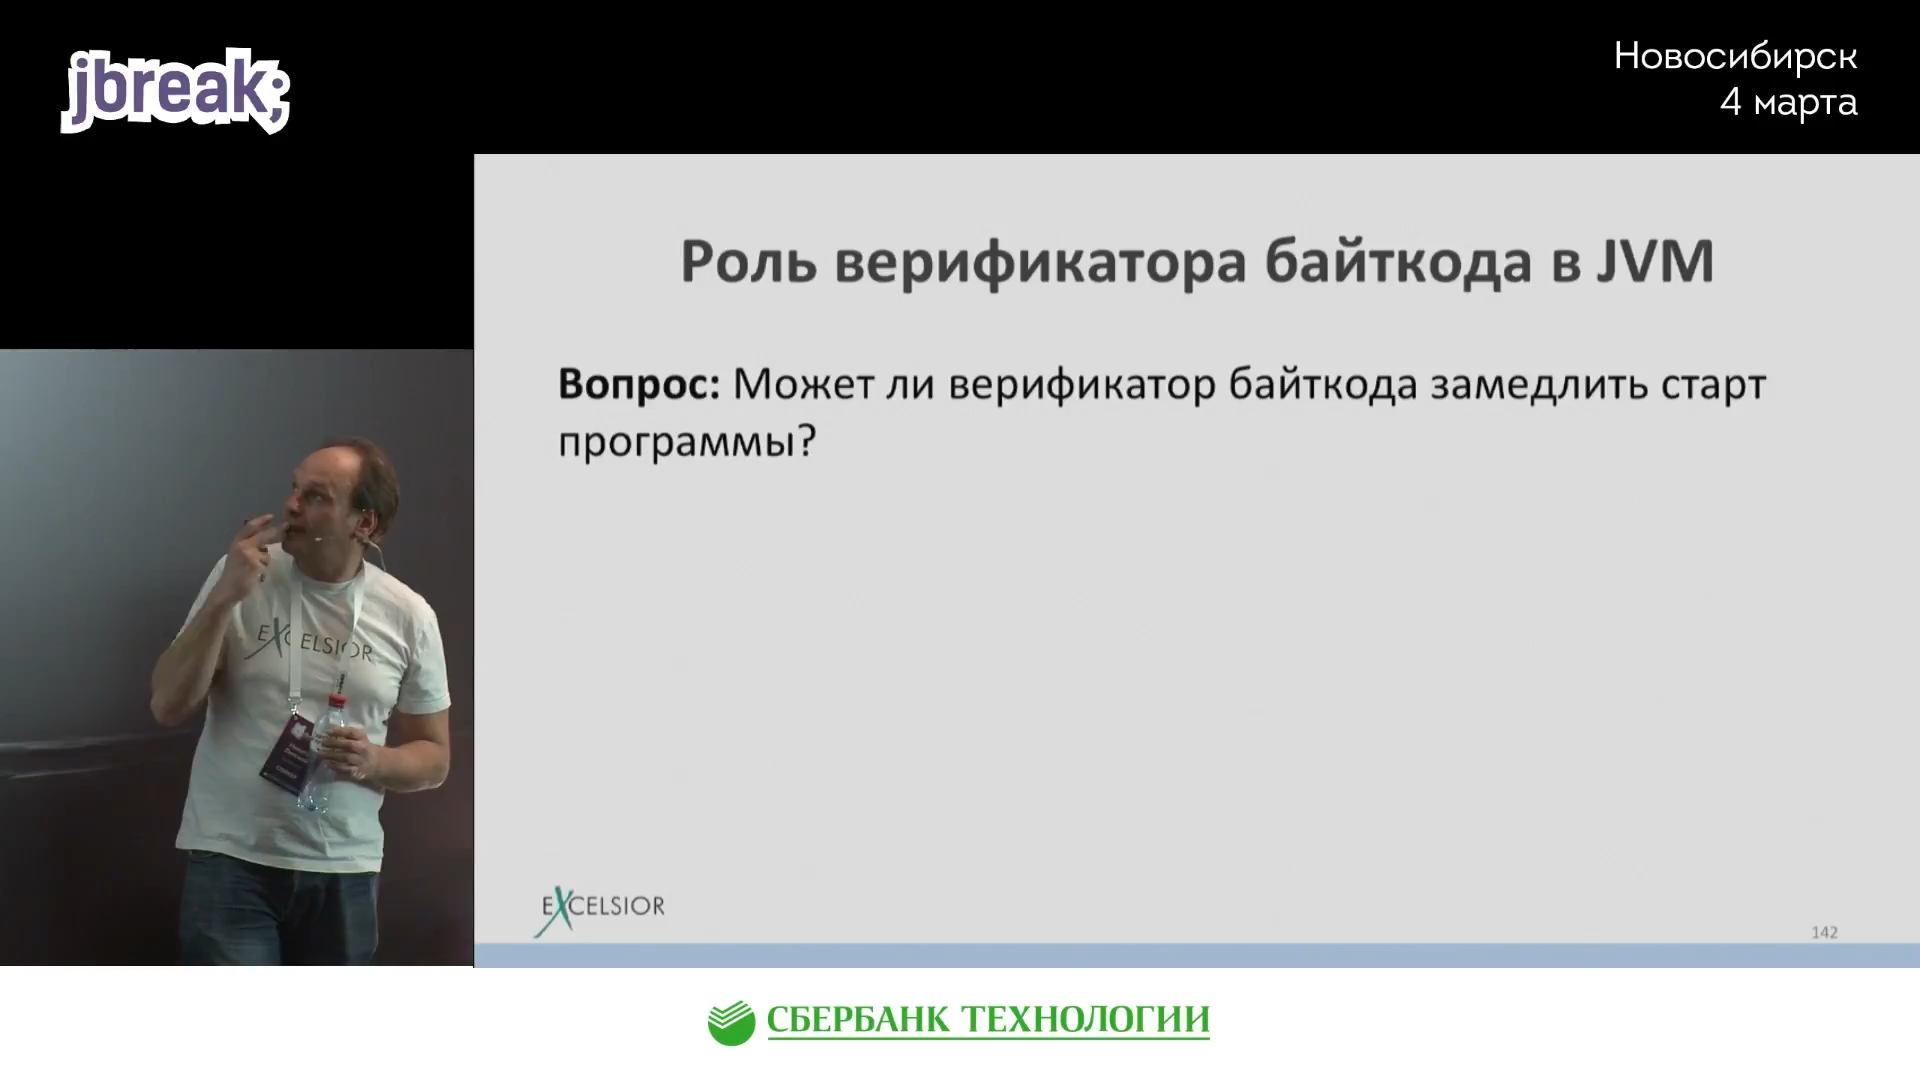 jbreak;
Новосибирск
4 марта
Роль верификатора байткода в JVM
Вопрос: Может ли верификатор байткода замедлить старт
программы?
EXCELSIOR
EXCELSIOR
142
СБЕРБАНК ТЕХНОЛОГИИ